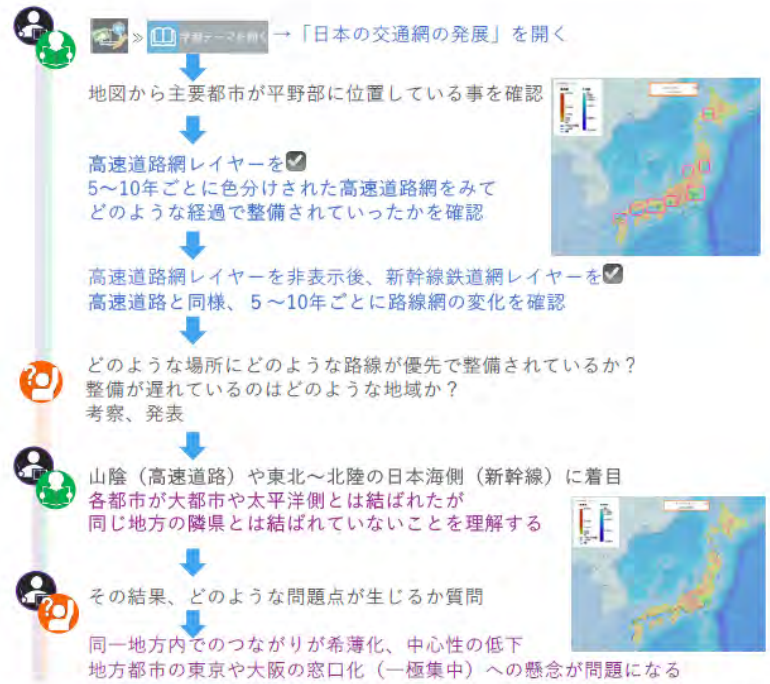 » 学習テーマを開く →「日本の交通網の発展」を開く
地図から主要都市が平野部に位置している事を確認
高速道路網レイヤーを☑
5～10年ごとに色分けされた高速道路網をみて
どのような経過で整備されていったかを確認
高速道路網レイヤーを非表示後、新幹線鉄道網レイヤーを☑
高速道路と同様、５～10年ごとに路線網の変化を確認
どのような場所にどのような路線が優先で整備されているか？
整備が遅れているのはどのような地域か？
考察、発表
山陰（高速道路）や東北～北陸の日本海側（新幹線）に着目
各都市が大都市や太平洋側とは結ばれたが
同じ地方の隣県とは結ばれていないことを理解する
その結果、どのような問題点が生じるか質問
同一地方内でのつながりが希薄化、中心性の低下
地方都市の東京や大阪の窓口化（一極集中）への懸念が問題になる